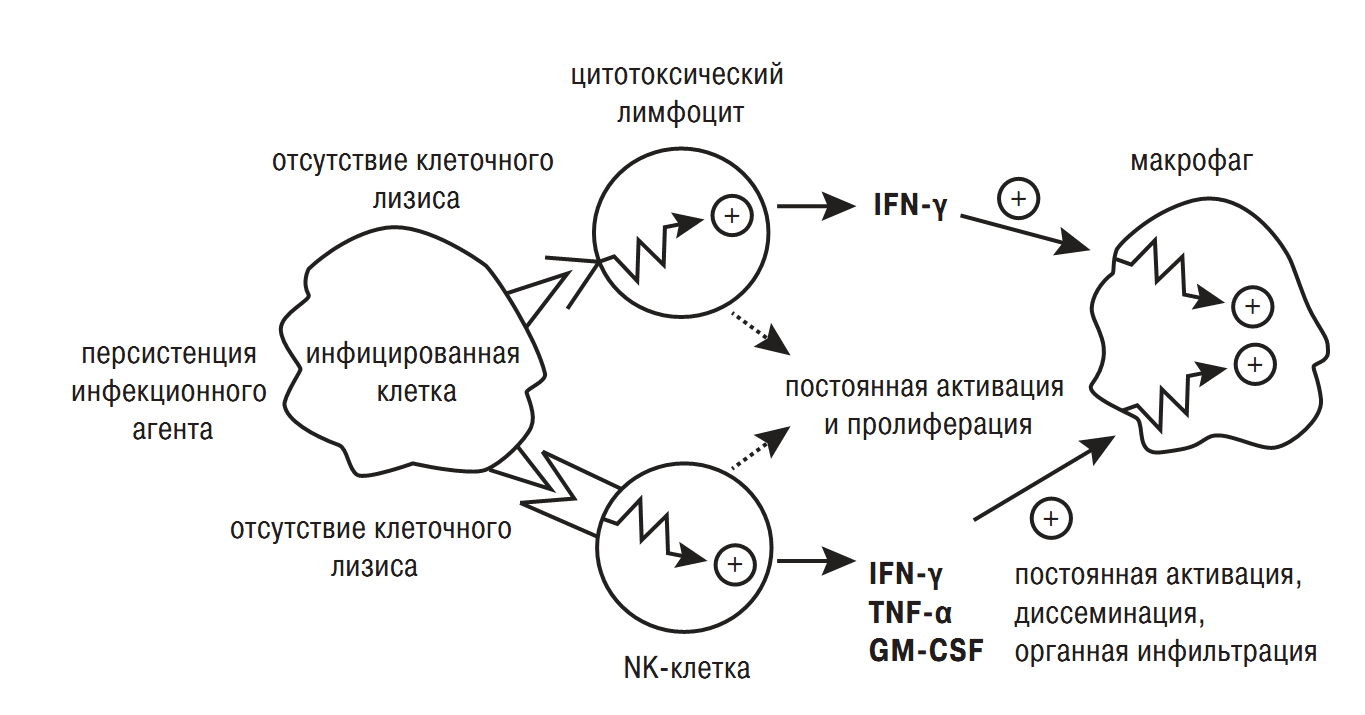 цитотоксический
лимфоцит
отсутствие клеточного
лизиса
макрофаг
+
IFN-γ
+
+
персистенция
инфекционного
агента
инфицированная
клетка
постоянная активация
и пролиферация
+
отсутствие клеточного
лизиса
+
+
IFN-γ
TNF-α
GM-CSF
постоянная активация,
диссеминация,
органная инфильтрация
NK-клетка